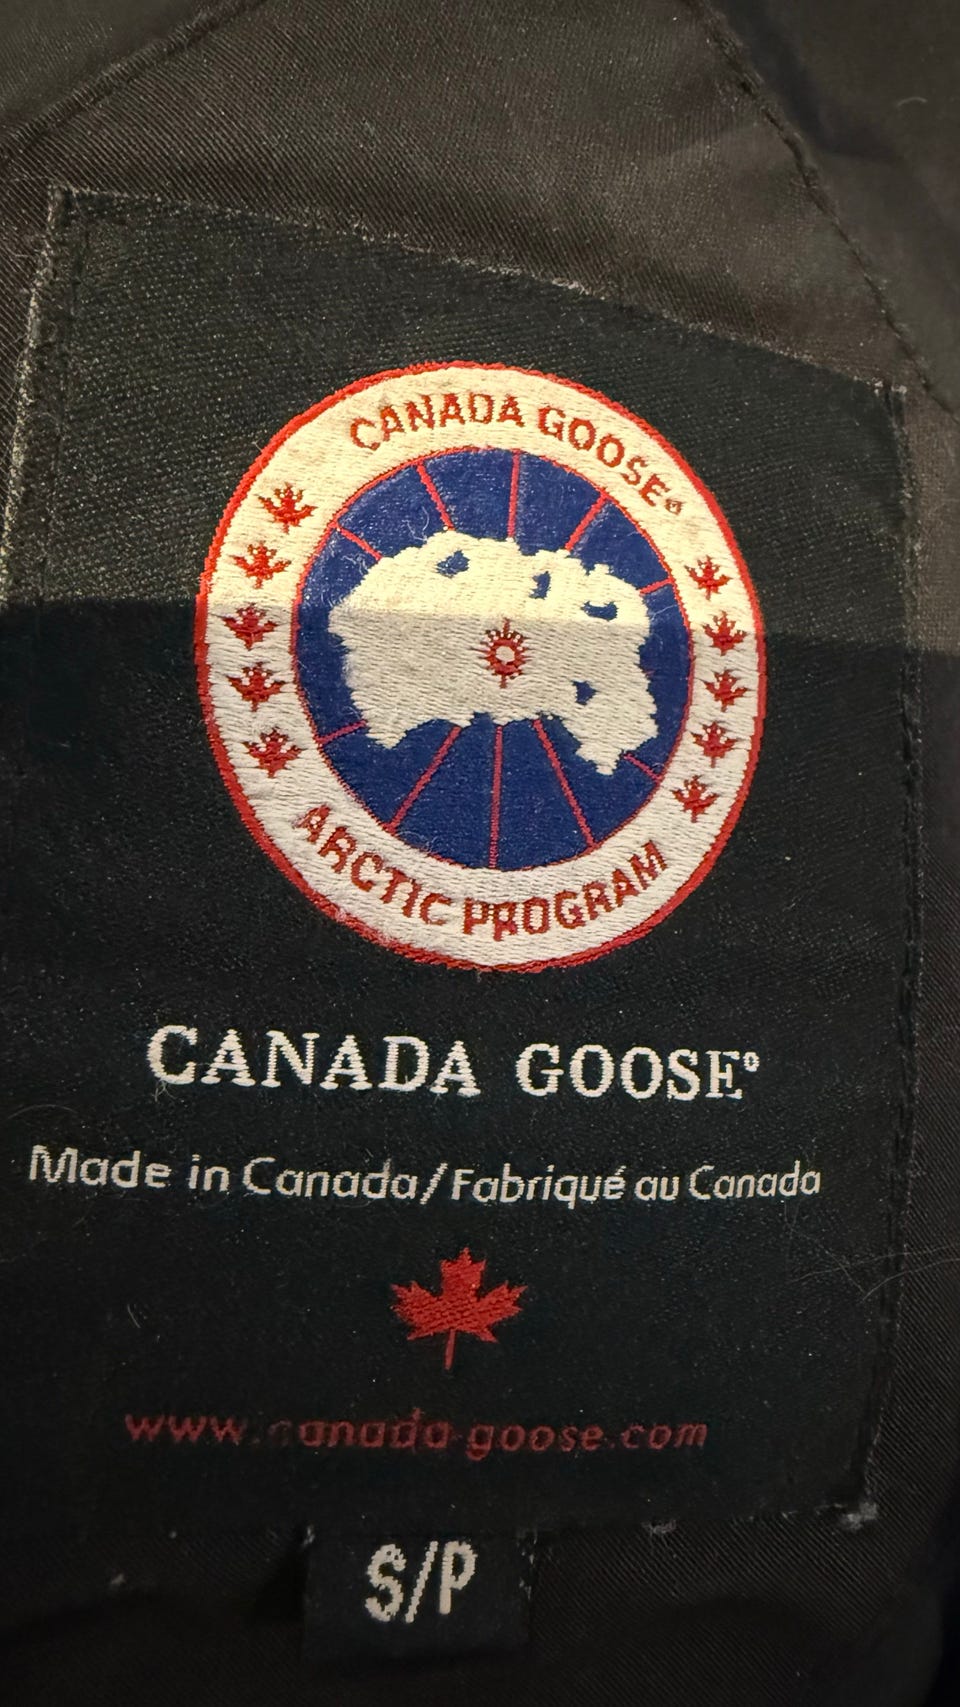 CANADA GOOSE®
ARCTIC PROGRAM
CANADA GOOSE®
Made in Canada/Fabriqué au Canada
www.canada-goose.com
S/P